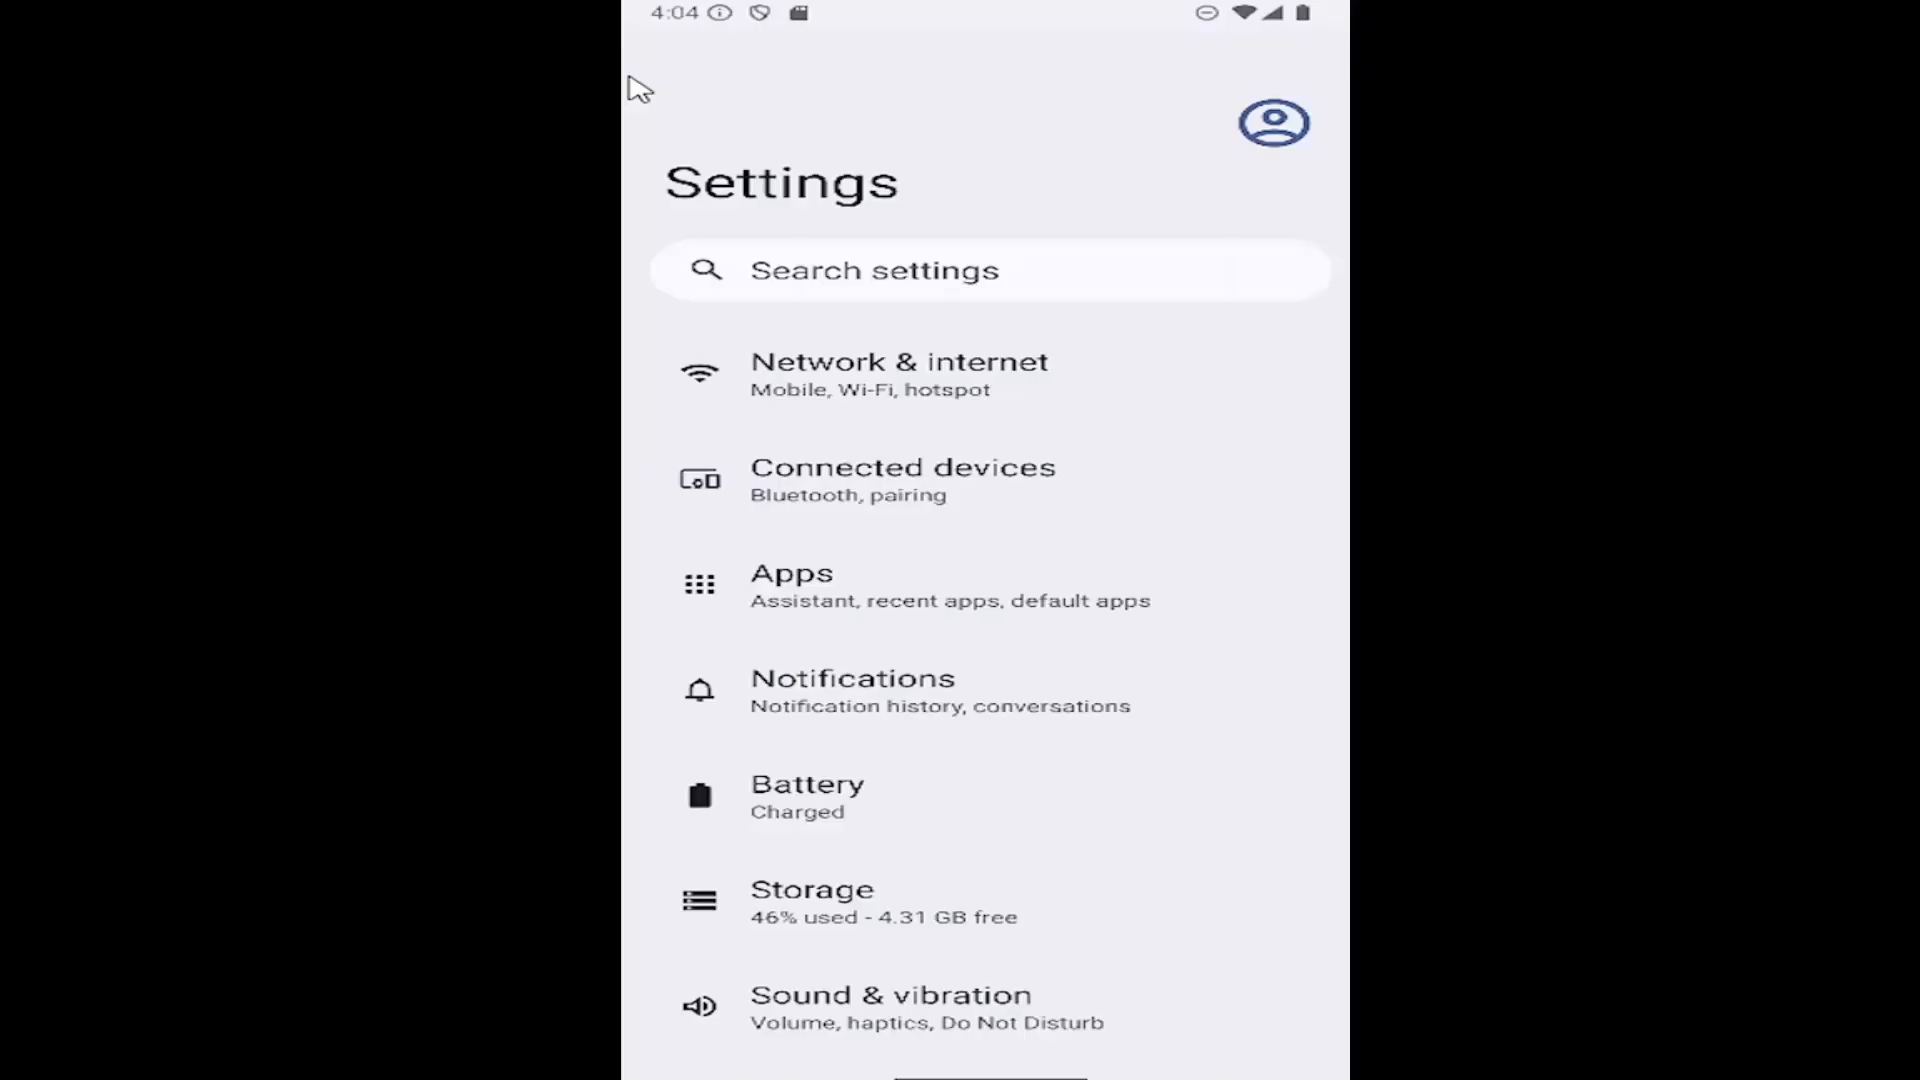 4:04
Settings
Search settings
Network & internet
Mobile, Wi-Fi, hotspot
Connected devices
Bluetooth, pairing
Apps
Assistant, recent apps, default apps
Notifications
Notification history, conversations
Battery
Charged
Storage
46% used - 4.31 GB free
Sound & vibration
Volume, haptics, Do Not Disturb